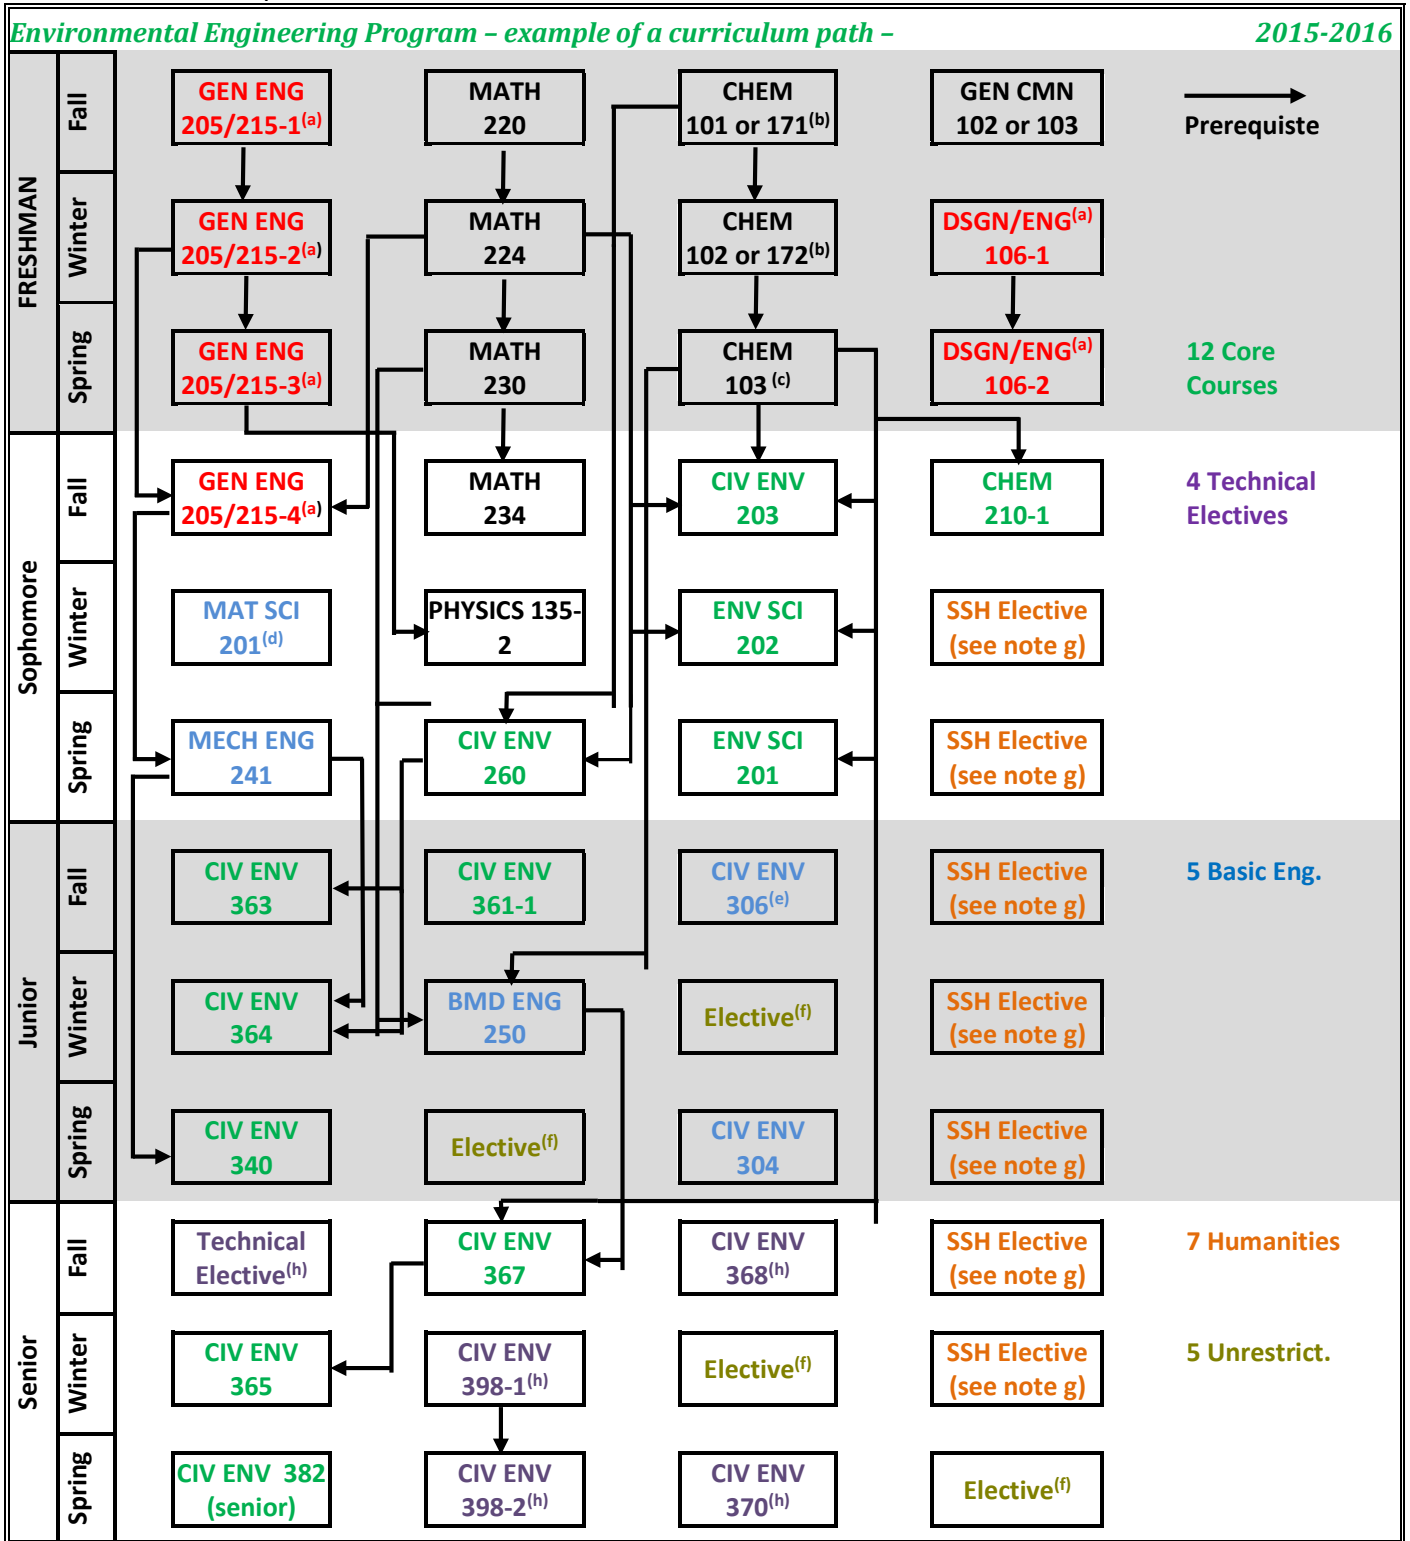 Environmental Engineering Program – example of a curriculum path –
2015-2016
FRESHMAN
Fall
GEN ENG
205/215-1(a)
MATH
220
CHEM
101 or 171(b)
GEN CMN
102 or 103
Prerequiste
Winter
GEN ENG
205/215-2(a)
MATH
224
CHEM
102 or 172(b)
DSGN/ENG(a)
106-1
Spring
GEN ENG
205/215-3(a)
MATH
230
CHEM
103 (c)
DSGN/ENG(a)
106-2
12 Core
Courses
Sophomore
Fall
GEN ENG
205/215-4(a)
MATH
234
CIV ENV
203
CHEM
210-1
4 Technical
Electives
Winter
MAT SCI
201(d)
PHYSICS 135-
2
ENV SCI
202
SSH Elective
(see note g)
Spring
MECH ENG
241
CIV ENV
260
ENV SCI
201
SSH Elective
(see note g)
Junior
Fall
CIV ENV
363
CIV ENV
361-1
CIV ENV
306(e)
SSH Elective
(see note g)
5 Basic Eng.
Winter
CIV ENV
364
BMD ENG
250
Elective(f)
SSH Elective
(see note g)
Spring
CIV ENV
340
Elective(f)
CIV ENV
304
SSH Elective
(see note g)
Senior
Fall
Technical
Elective(h)
CIV ENV
367
CIV ENV
368(h)
SSH Elective
(see note g)
7 Humanities
Winter
CIV ENV
365
CIV ENV
398-1(h)
Elective(f)
SSH Elective
(see note g)
5 Unrestrict.
Spring
CIV ENV  382
(senior)
CIV ENV
398-2(h)
CIV ENV
370(h)
Elective(f)